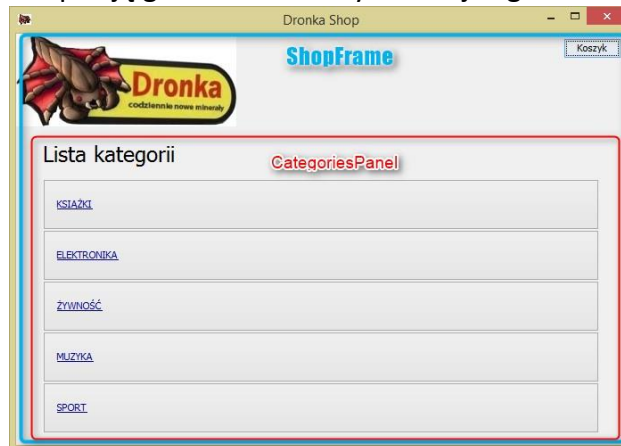 Dronka Shop
ShopFrame
Koszyk
Dronka
codziennie nowe minerały
Lista kategorii
CategoriesPanel
KSIĄŻKI
ELEKTRONIKA
ŻYWNOŚĆ
MUZYKA
SPORT